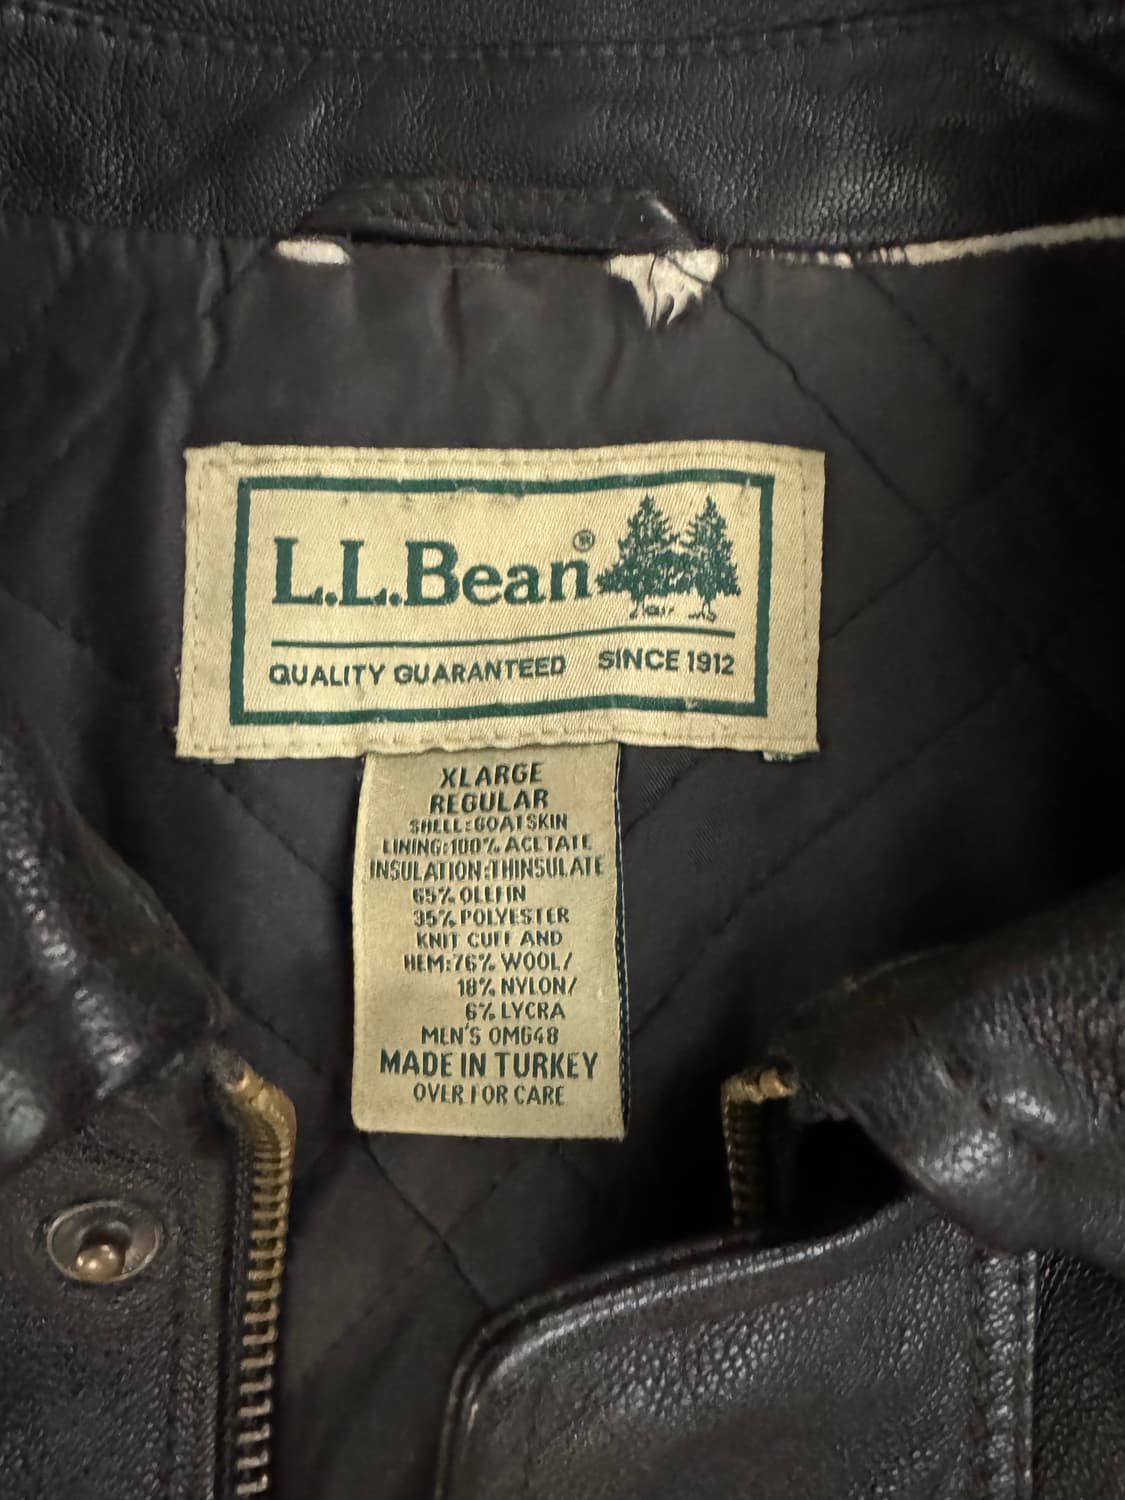 L.L.Bean®
QUALITY GUARANTEED SINCE 1912
XLARGE
REGULAR
SHELL:GOATSKIN
LINING:100% ACETATE
INSULATION:THINSULATE
65% OLEFIN
35% POLYESTER
KNIT CUFF AND
HEM:76% WOOL/
18% NYLON/
6% LYCRA
MEN'S OMG48
MADE IN TURKEY
OVER FOR CARE